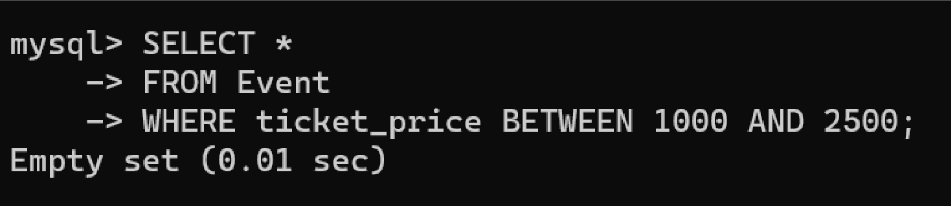 mysql> SELECT *
    -> FROM Event
    -> WHERE ticket_price BETWEEN 1000 AND 2500;
Empty set (0.01 sec)